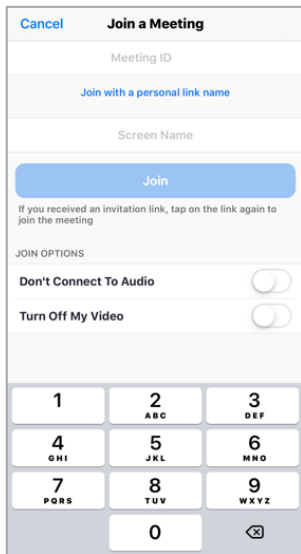 Cancel Join a Meeting
Meeting ID
Join with a personal link name
Screen Name
Join
If you received an invitation link, tap on the link again to
join the meeting
JOIN OPTIONS
Don't Connect To Audio
Turn Off My Video
1 2 3
ABC DEF
4 5 6
GHI JKL MNO
7 8 9
PQRS TUV WXYZ
0